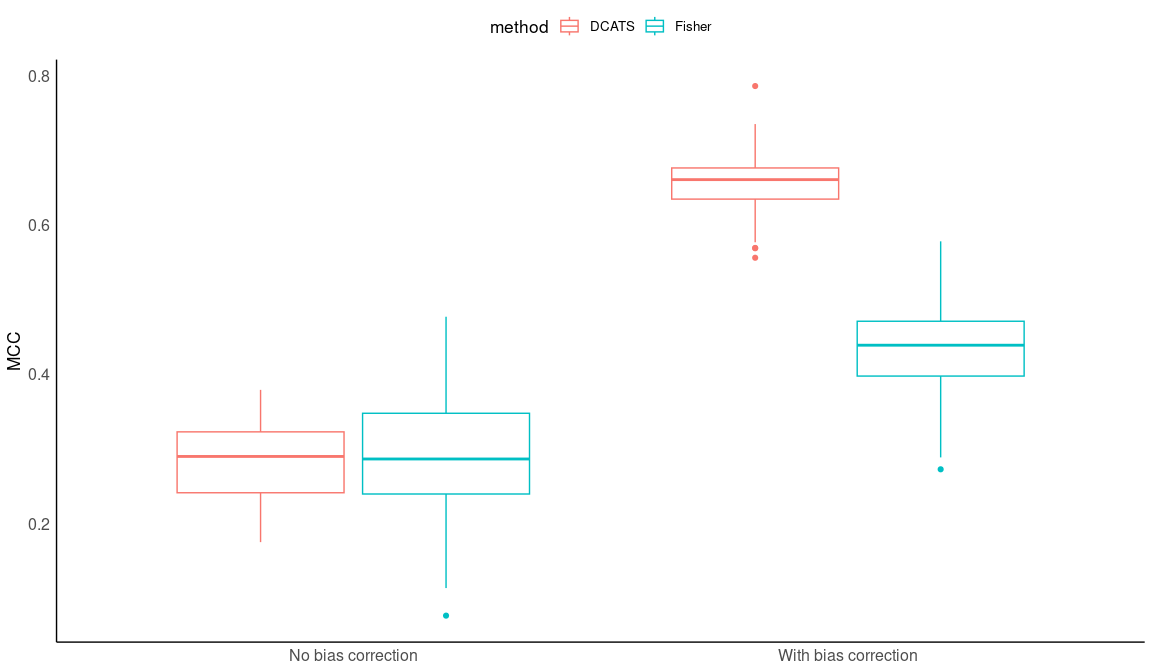 method DCATS Fisher
0.8
0.6
0.4
0.2
MCC
No bias correction
With bias correction